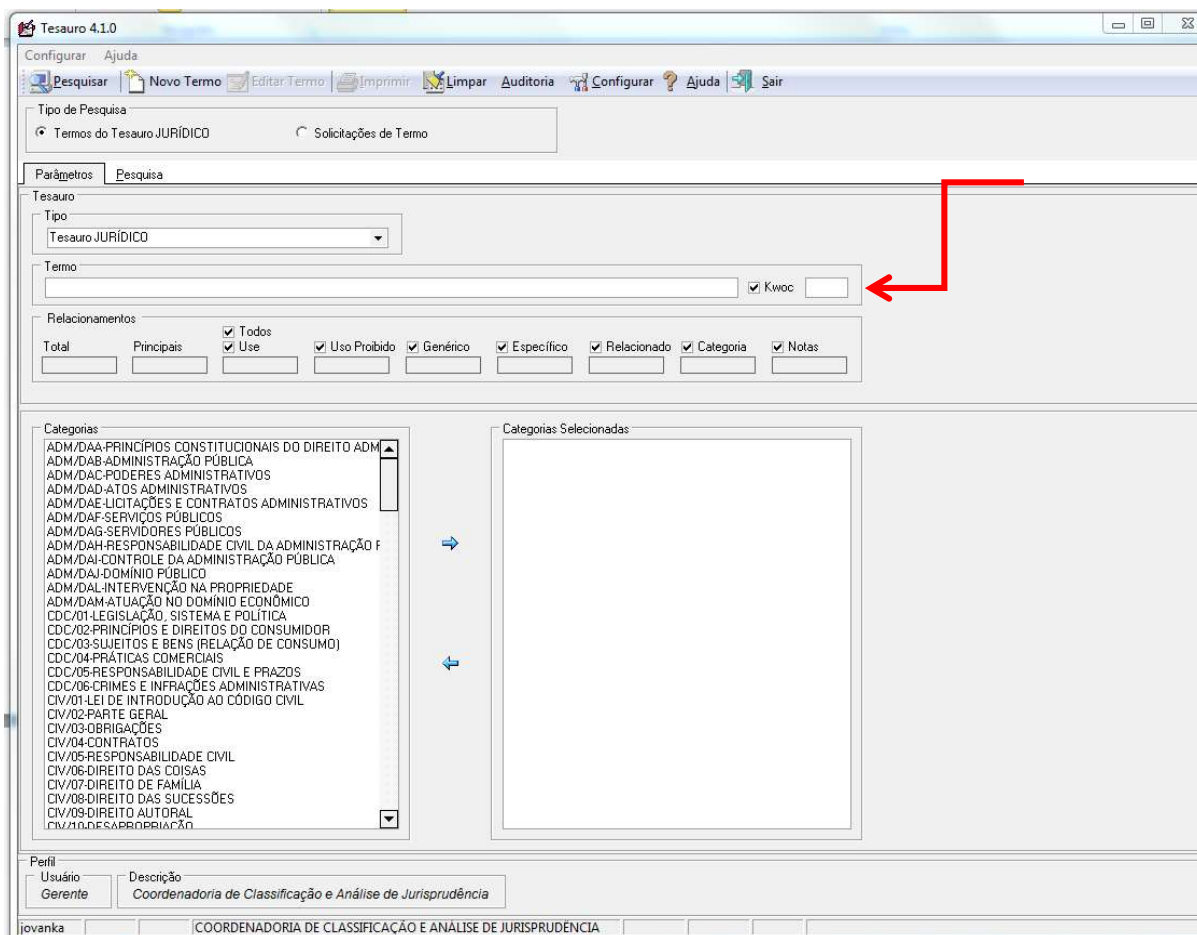 Tesauro 4.1.0
Configurar Ajuda
Pesquisar Novo Termo Editar Termo Imprimir Limpar Auditoria Configurar Ajuda Sair
Tipo de Pesquisa
Termos do Tesauro JURÍDICO Solicitações de Termo
Parâmetros Pesquisa
Tesauro
Tipo
Tesauro JURÍDICO
Termo
Kwoc
Relacionamentos
Todos
Total Principais Use Uso Proibido Genérico Específico Relacionado Categoria Notas
Categorias Categorias Selecionadas
ADM/DAA-PRINCÍPIOS CONSTITUCIONAIS DO DIREITO ADM
ADM/DAB-ADMINISTRAÇÃO PÚBLICA
ADM/DAC-PODERES ADMINISTRATIVOS
ADM/DAD-ATOS ADMINISTRATIVOS
ADM/DAE-LICITAÇÕES E CONTRATOS ADMINISTRATIVOS
ADM/DAF-SERVIÇOS PÚBLICOS
ADM/DAG-SERVIDORES PÚBLICOS
ADM/DAH-RESPONSABILIDADE CIVIL DA ADMINISTRAÇÃO
ADM/DAI-CONTROLE DA ADMINISTRAÇÃO PÚBLICA
ADM/DAJ-DOMÍNIO PÚBLICO
ADM/DAL-INTERVENÇÃO NA PROPRIEDADE
ADM/DAM-ATUAÇÃO NO DOMÍNIO ECONÔMICO
CDC/01-LEGISLAÇÃO, SISTEMA E POLÍTICA
CDC/02-PRINCÍPIOS E DIREITOS DO CONSUMIDOR
CDC/03-SUJEITOS E BENS (RELAÇÃO DE CONSUMO)
CDC/04-PRÁTICAS COMERCIAIS
CDC/05-RESPONSABILIDADE CIVIL E PRAZOS
CDC/06-CRIMES E INFRAÇÕES ADMINISTRATIVAS
CIV/01-LEI DE INTRODUÇÃO AO CÓDIGO CIVIL
CIV/02-PARTE GERAL
CIV/03-OBRIGAÇÕES
CIV/04-CONTRATOS
CIV/05-RESPONSABILIDADE CIVIL
CIV/06-DIREITO DAS COISAS
CIV/07-DIREITO DE FAMÍLIA
CIV/08-DIREITO DAS SUCESSÕES
CIV/09-DIREITO AUTORAL
CIV/10-DESAPROPRIAÇÃO
Perfil
Usuário Descrição
Gerente Coordenadoria de Classificação e Análise de Jurisprudência
jovanka COORDENADORIA DE CLASSIFICAÇÃO E ANÁLISE DE JURISPRUDÊNCIA